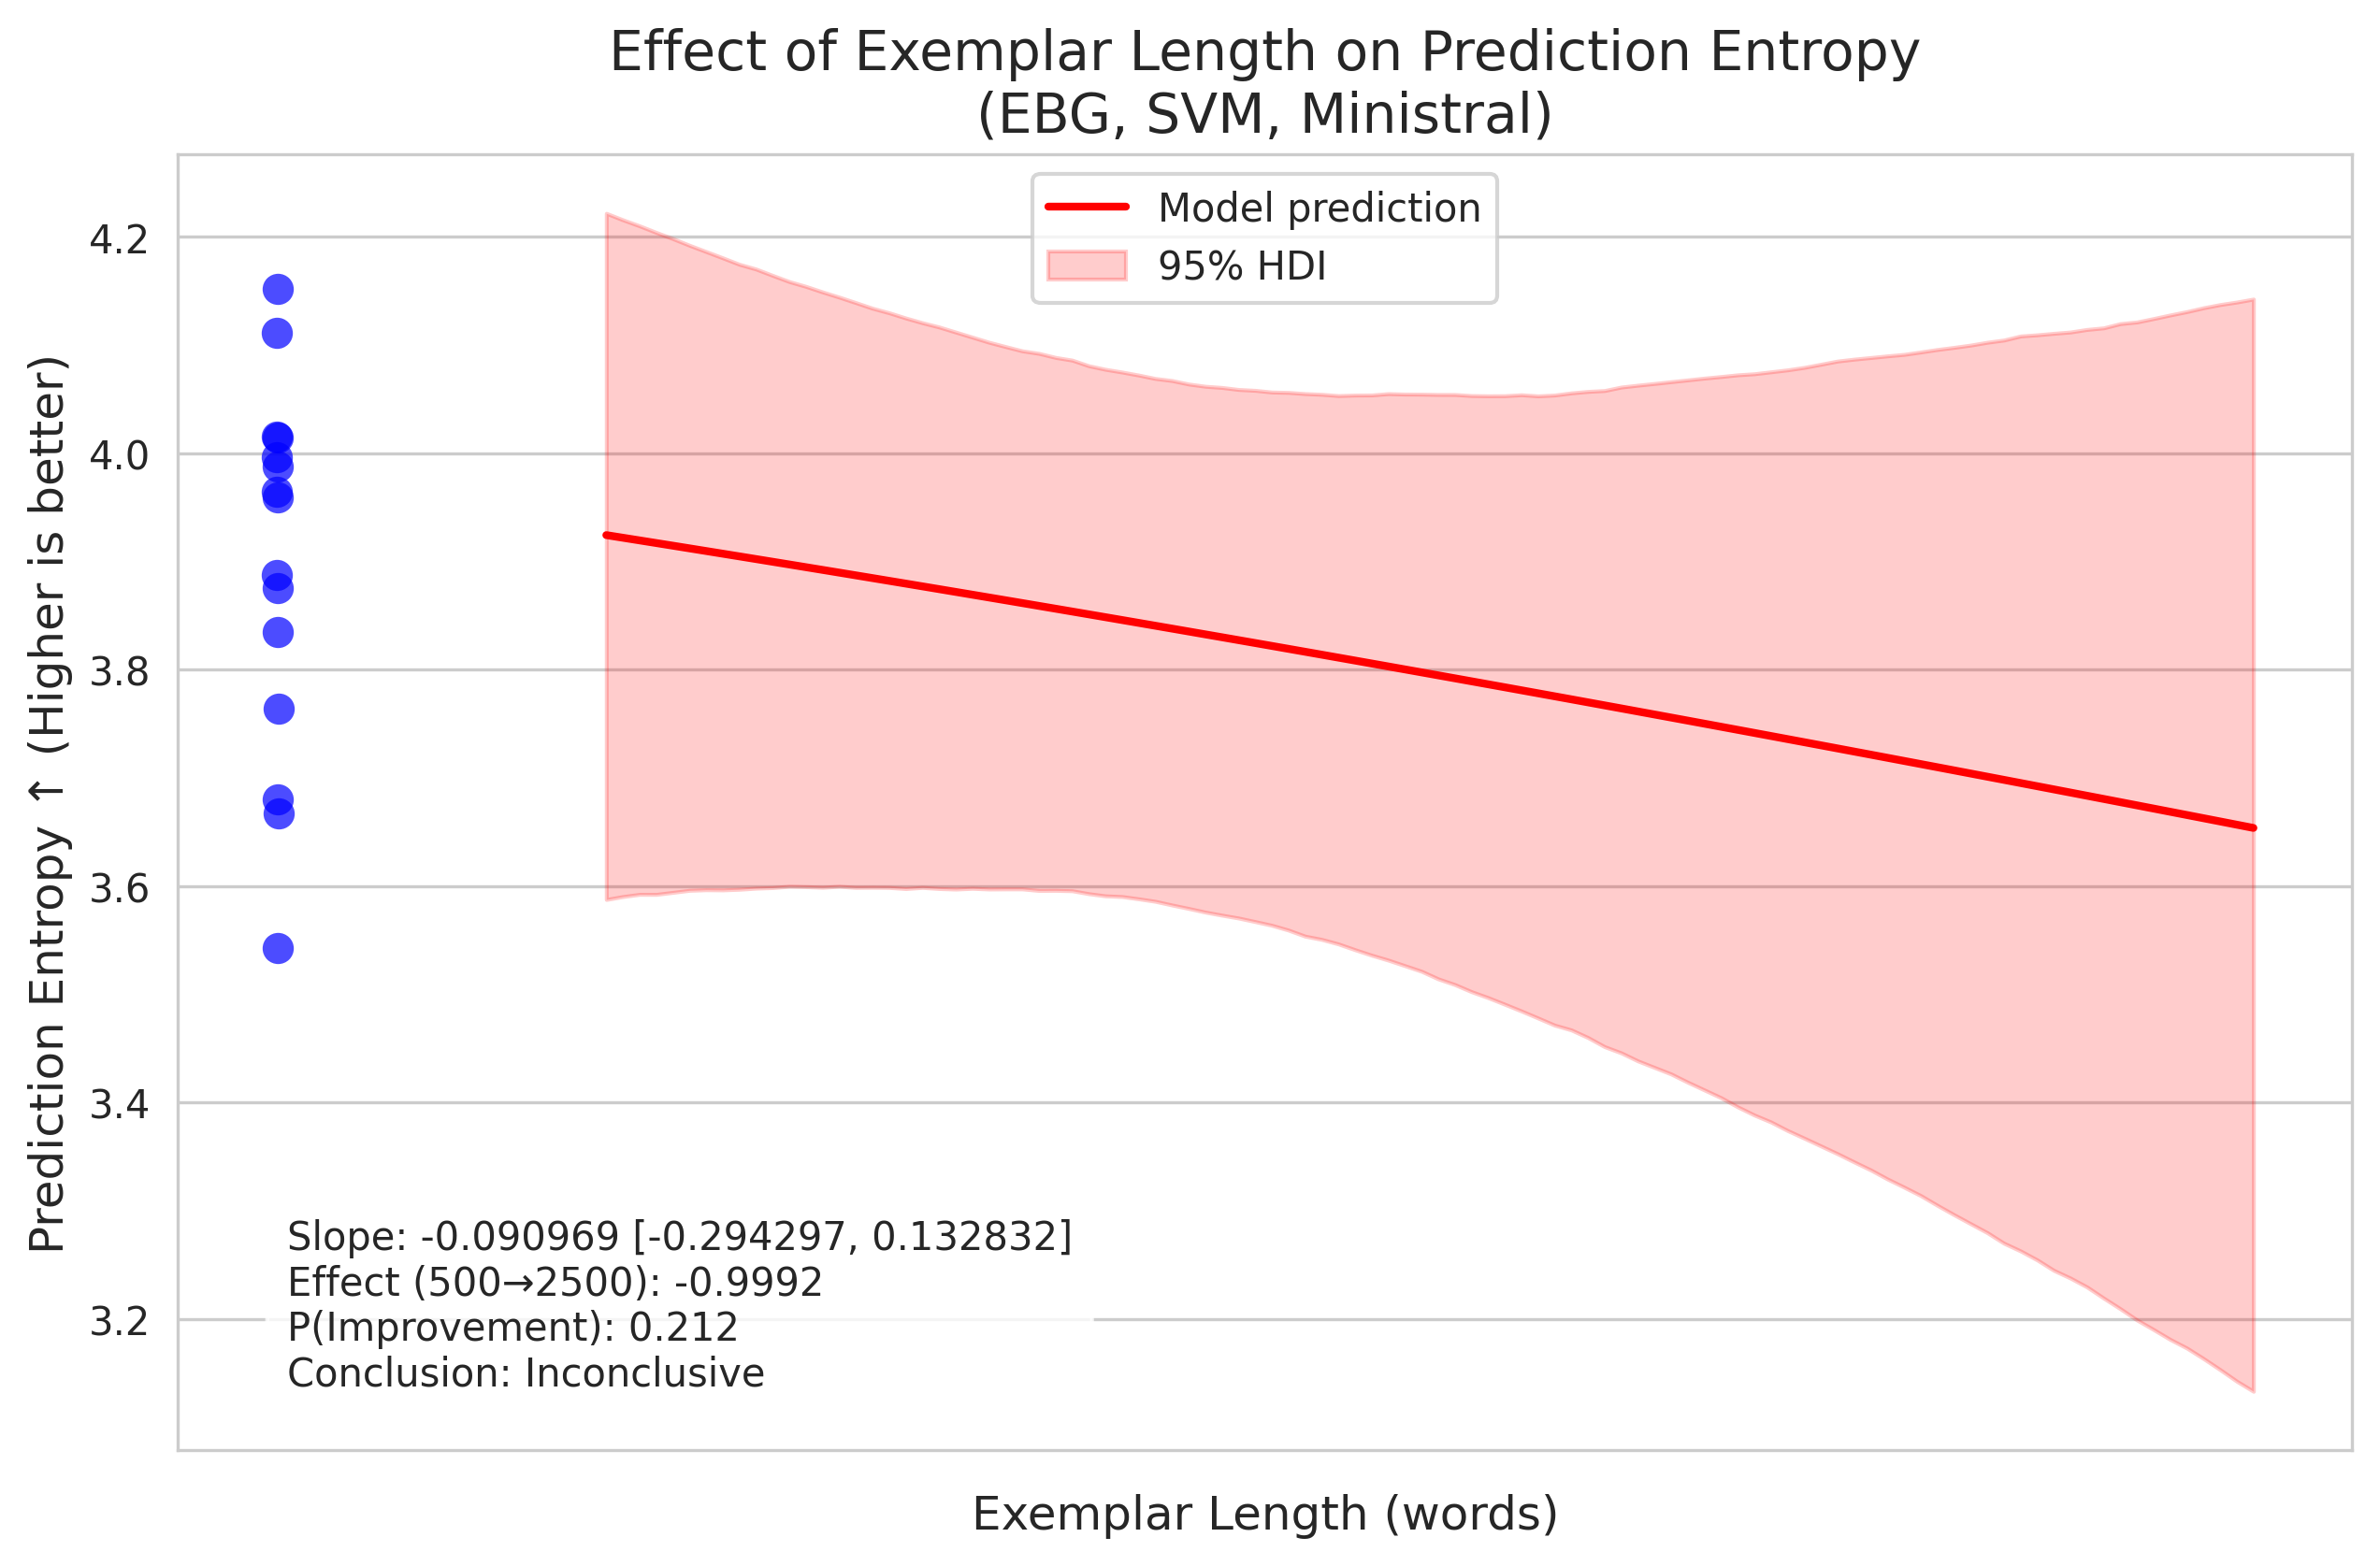 Effect of Exemplar Length on Prediction Entropy
(EBG, SVM, Ministral)
Model prediction
95% HDI
Prediction Entropy ↑ (Higher is better)
4.2
4.0
3.8
3.6
3.4
3.2
Slope: -0.090969 [-0.294297, 0.132832]
Effect (500→2500): -0.9992
P(Improvement): 0.212
Conclusion: Inconclusive
Exemplar Length (words)